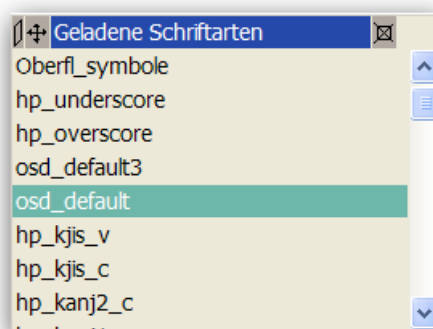 Geladene Schriftarten
Oberfl_symbole
hp_underscore
hp_overscore
osd_default3
osd_default
hp_kjis_v
hp_kjis_c
hp_kanj2_c